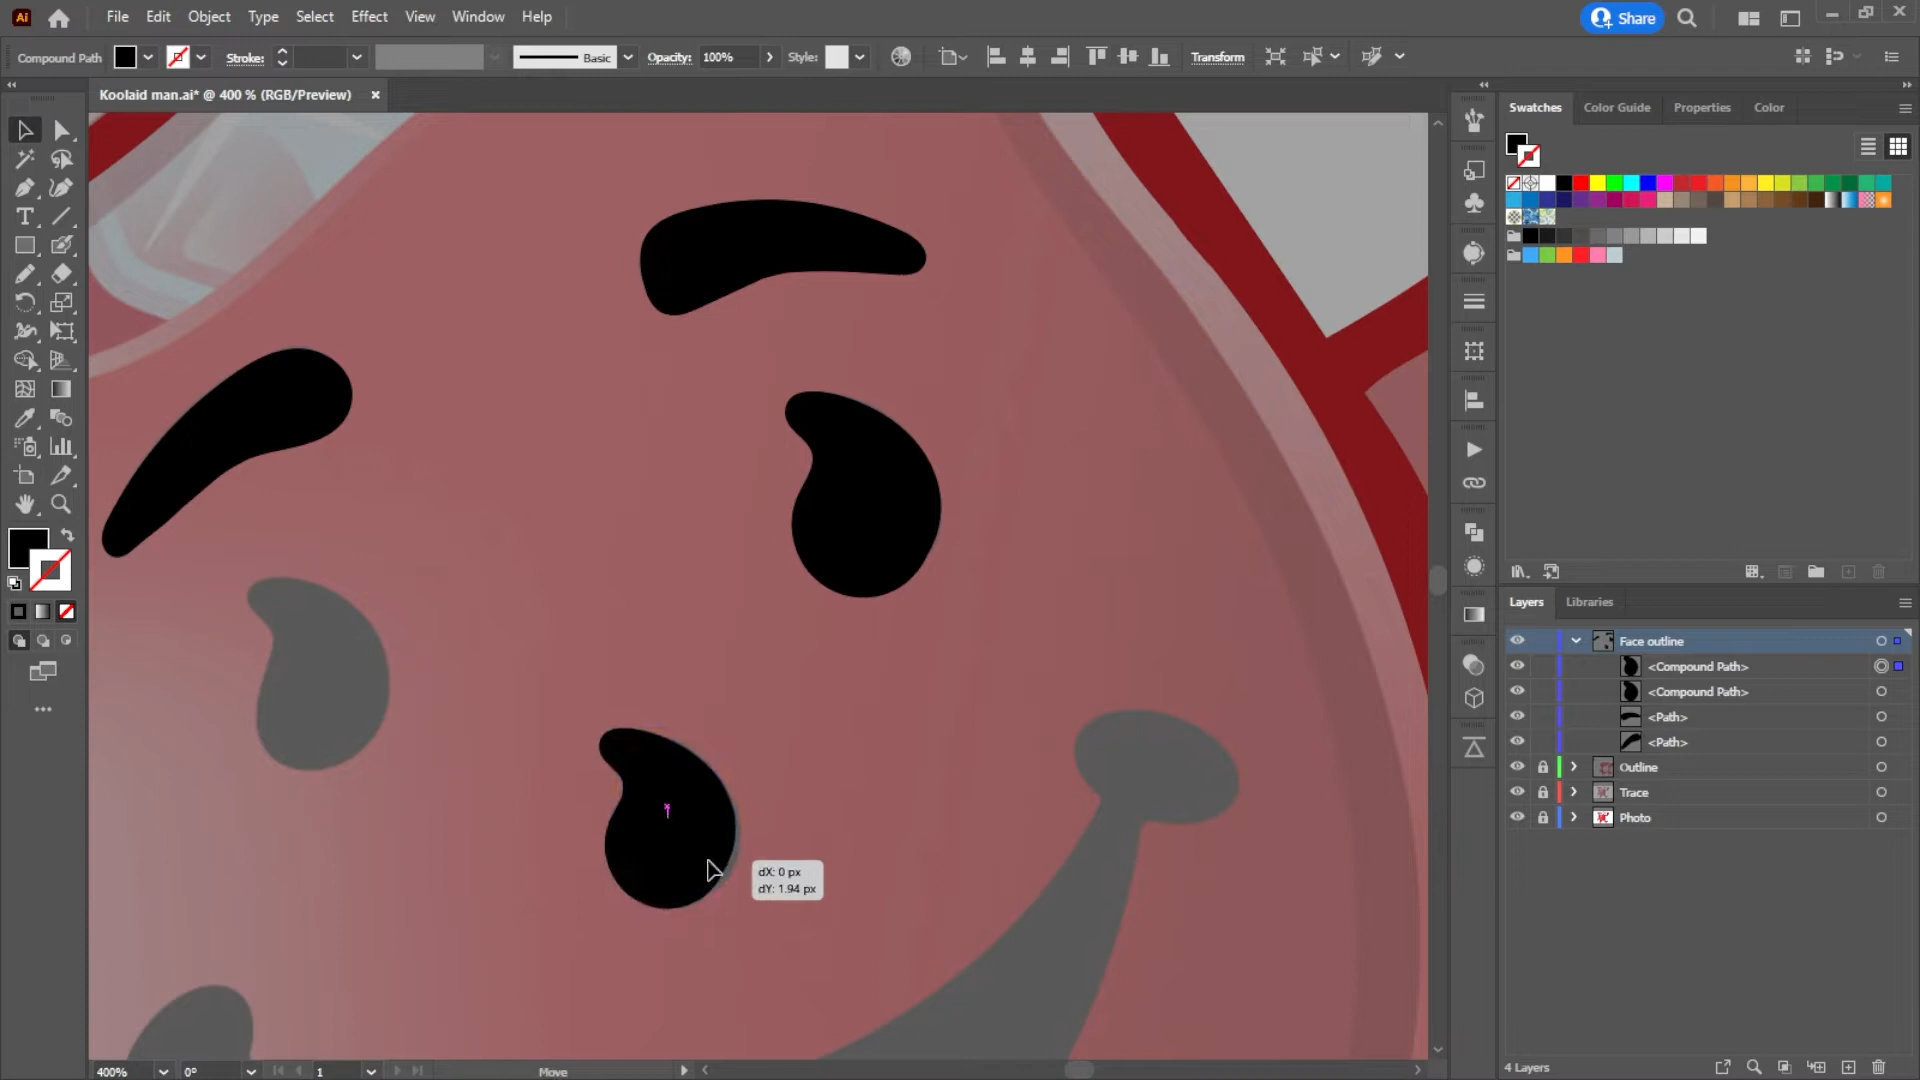 Ai File Edit Object Type Select Effect View Window Help Share
Compound Path Stroke: Basic Opacity: 100% Style: Transform
Koolaid man.ai* @ 400 % (RGB/Preview)
Swatches Color Guide Properties Color
dX: 0 px
dY: 1.94 px
Layers Libraries
Face outline
<Compound Path>
<Compound Path>
<Path>
<Path>
Outline
Trace
Photo
4 Layers
400% 0° 1 Move